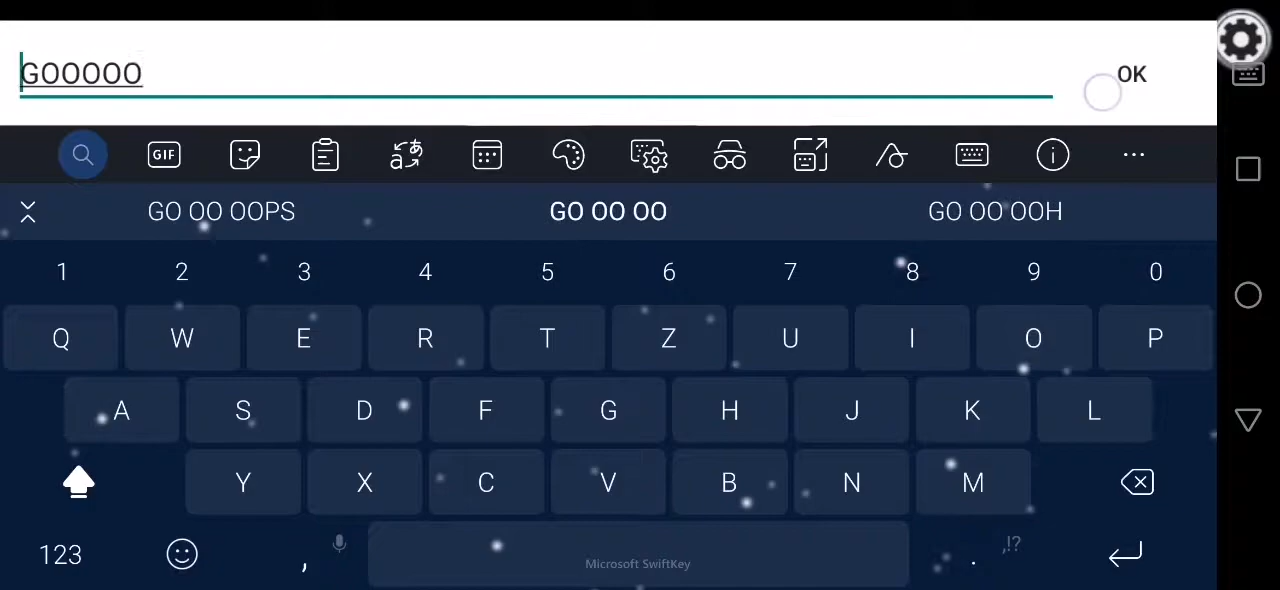 GOOOOO
OK
GIF
GO OO OOPS
GO OO OO
GO OO OOH
1 2 3 4 5 6 7 8 9 0
Q W E R T Z U I O P
A S D F G H J K L
Y X C V B N M
123 , Microsoft SwiftKey . ,!?